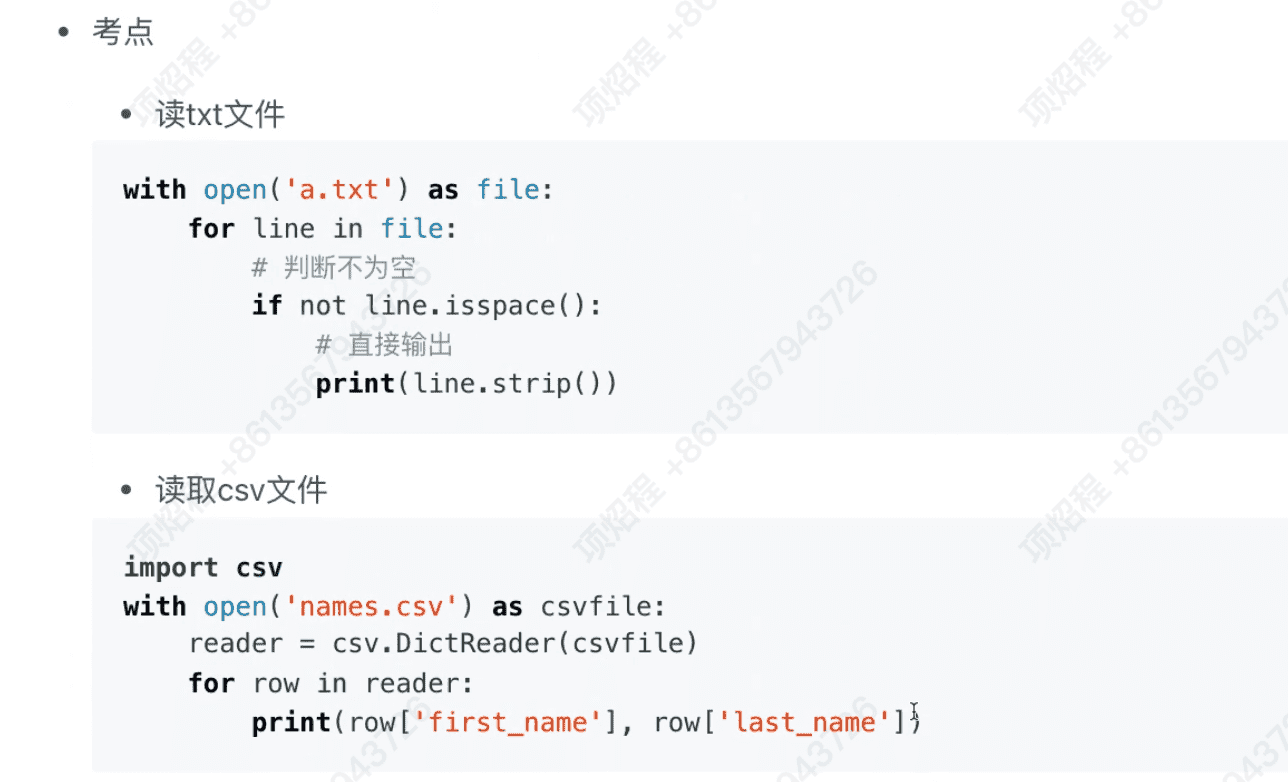 考点
读txt文件
with open('a.txt') as file:
    for line in file:
        # 判断不为空
        if not line.isspace():
            # 直接输出
            print(line.strip())
读取csv文件
import csv
with open('names.csv') as csvfile:
    reader = csv.DictReader(csvfile)
    for row in reader:
        print(row['first_name'], row['last_name'])
项焰程 +8613567943726